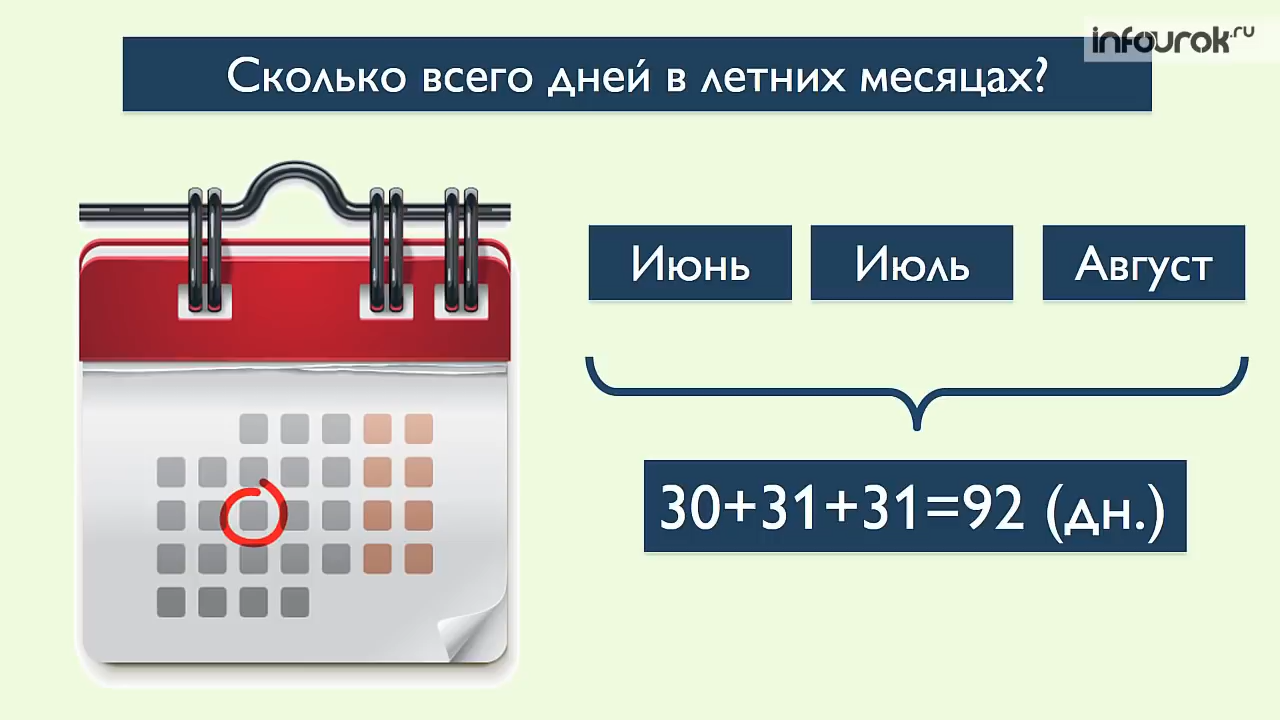 infourok.ru
Сколько всего дней в летних месяцах?
Июнь Июль Август
30+31+31=92 (дн.)